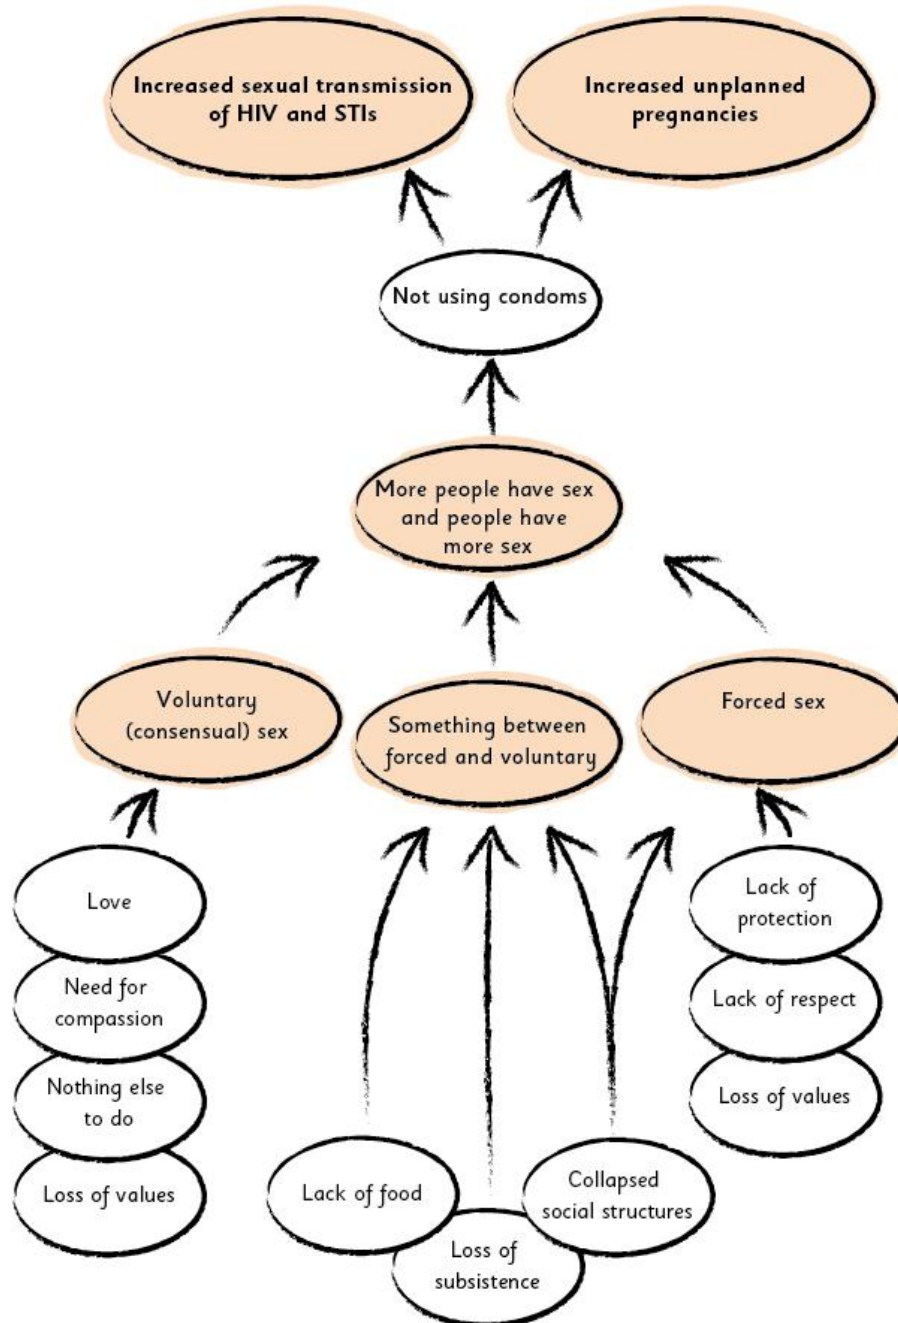 Increased sexual transmission
of HIV and STIs
Increased unplanned
pregnancies
Not using condoms
More people have sex
and people have
more sex
Voluntary
(consensual) sex
Something between
forced and voluntary
Forced sex
Love
Need for
compassion
Nothing else
to do
Loss of values
Lack of food
Loss of
subsistence
Collapsed
social structures
Lack of
protection
Lack of respect
Loss of values